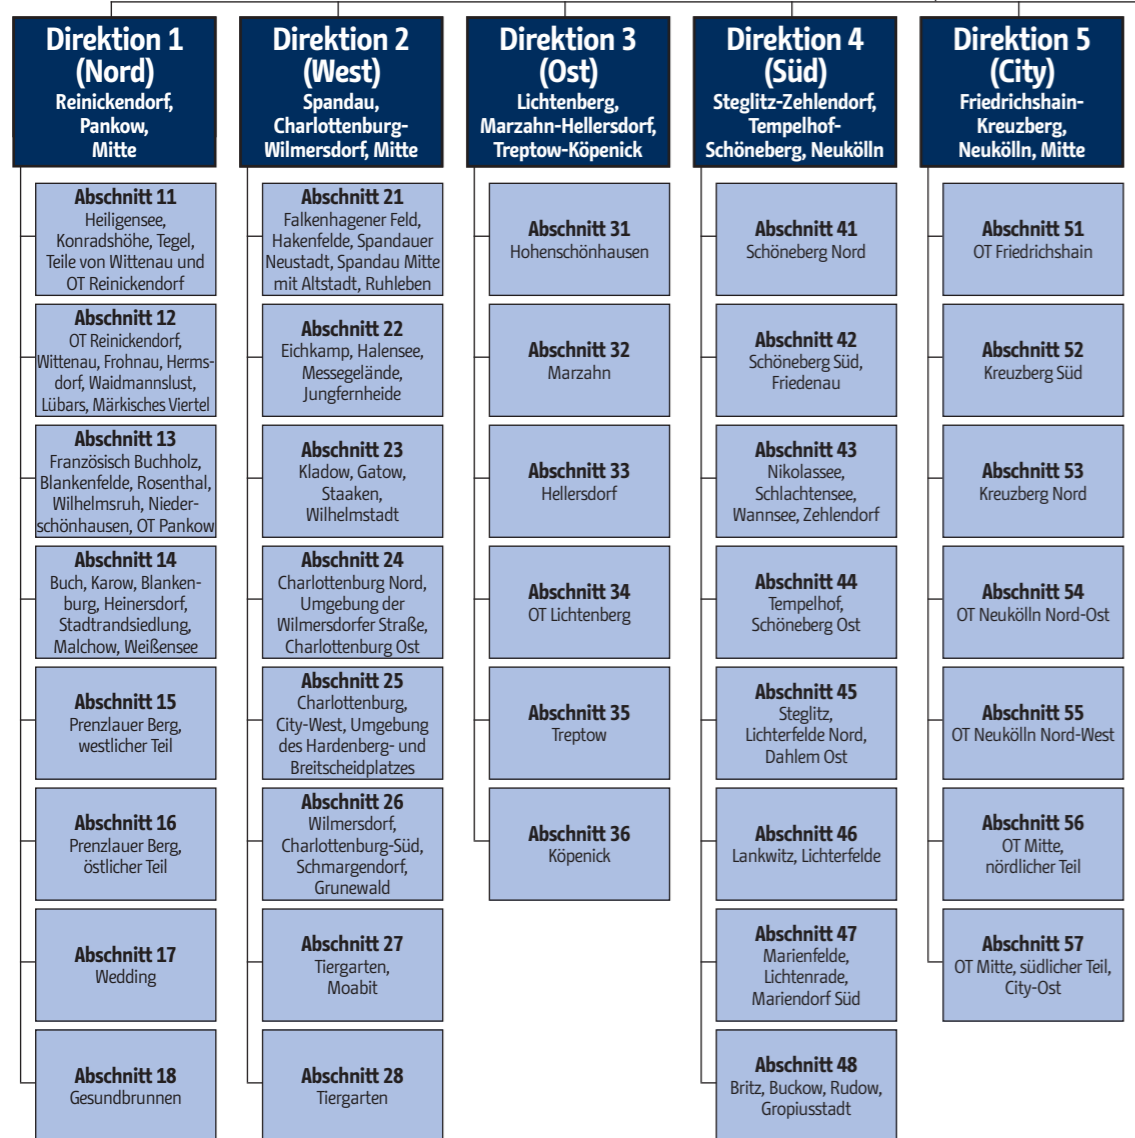 Direktion 1
(Nord)
Reinickendorf,
Pankow,
Mitte
Abschnitt 11
Heiligensee,
Konradshöhe, Tegel,
Teile von Wittenau und
OT Reinickendorf
Abschnitt 12
OT Reinickendorf,
Wittenau, Frohnau, Herms-
dorf, Waidmannslust,
Lübars, Märkisches Viertel
Abschnitt 13
Französisch Buchholz,
Blankenfelde, Rosenthal,
Wilhelmsruh, Nieder-
schönhausen, OT Pankow
Abschnitt 14
Buch, Karow, Blanken-
burg, Heinersdorf,
Stadtrandsiedlung,
Malchow, Weißensee
Abschnitt 15
Prenzlauer Berg,
westlicher Teil
Abschnitt 16
Prenzlauer Berg,
östlicher Teil
Abschnitt 17
Wedding
Abschnitt 18
Gesundbrunnen
Direktion 2
(West)
Spandau,
Charlottenburg-
Wilmersdorf, Mitte
Abschnitt 21
Falkenhagener Feld,
Hakenfelde, Spandauer
Neustadt, Spandau Mitte
mit Altstadt, Ruhleben
Abschnitt 22
Eichkamp, Halensee,
Messegelände,
Jungfernheide
Abschnitt 23
Kladow, Gatow,
Staaken,
Wilhelmstadt
Abschnitt 24
Charlottenburg Nord,
Umgebung der
Wilmersdorfer Straße,
Charlottenburg Ost
Abschnitt 25
Charlottenburg,
City-West, Umgebung
des Hardenberg- und
Breitscheidplatzes
Abschnitt 26
Wilmersdorf,
Charlottenburg-Süd,
Schmargendorf,
Grunewald
Abschnitt 27
Tiergarten,
Moabit
Abschnitt 28
Tiergarten
Direktion 3
(Ost)
Lichtenberg,
Marzahn-Hellersdorf,
Treptow-Köpenick
Abschnitt 31
Hohenschönhausen
Abschnitt 32
Marzahn
Abschnitt 33
Hellersdorf
Abschnitt 34
OT Lichtenberg
Abschnitt 35
Treptow
Abschnitt 36
Köpenick
Direktion 4
(Süd)
Steglitz-Zehlendorf,
Tempelhof-
Schöneberg, Neukölln
Abschnitt 41
Schöneberg Nord
Abschnitt 42
Schöneberg Süd,
Friedenau
Abschnitt 43
Nikolassee,
Schlachtensee,
Wannsee, Zehlendorf
Abschnitt 44
Tempelhof,
Schöneberg Ost
Abschnitt 45
Steglitz,
Lichterfelde Nord,
Dahlem Ost
Abschnitt 46
Lankwitz, Lichterfelde
Abschnitt 47
Marienfelde,
Lichtenrade,
Mariendorf Süd
Abschnitt 48
Britz, Buckow, Rudow,
Gropiusstadt
Direktion 5
(City)
Friedrichshain-
Kreuzberg,
Neukölln, Mitte
Abschnitt 51
OT Friedrichshain
Abschnitt 52
Kreuzberg Süd
Abschnitt 53
Kreuzberg Nord
Abschnitt 54
OT Neukölln Nord-Ost
Abschnitt 55
OT Neukölln Nord-West
Abschnitt 56
OT Mitte,
nördlicher Teil
Abschnitt 57
OT Mitte, südlicher Teil,
City-Ost